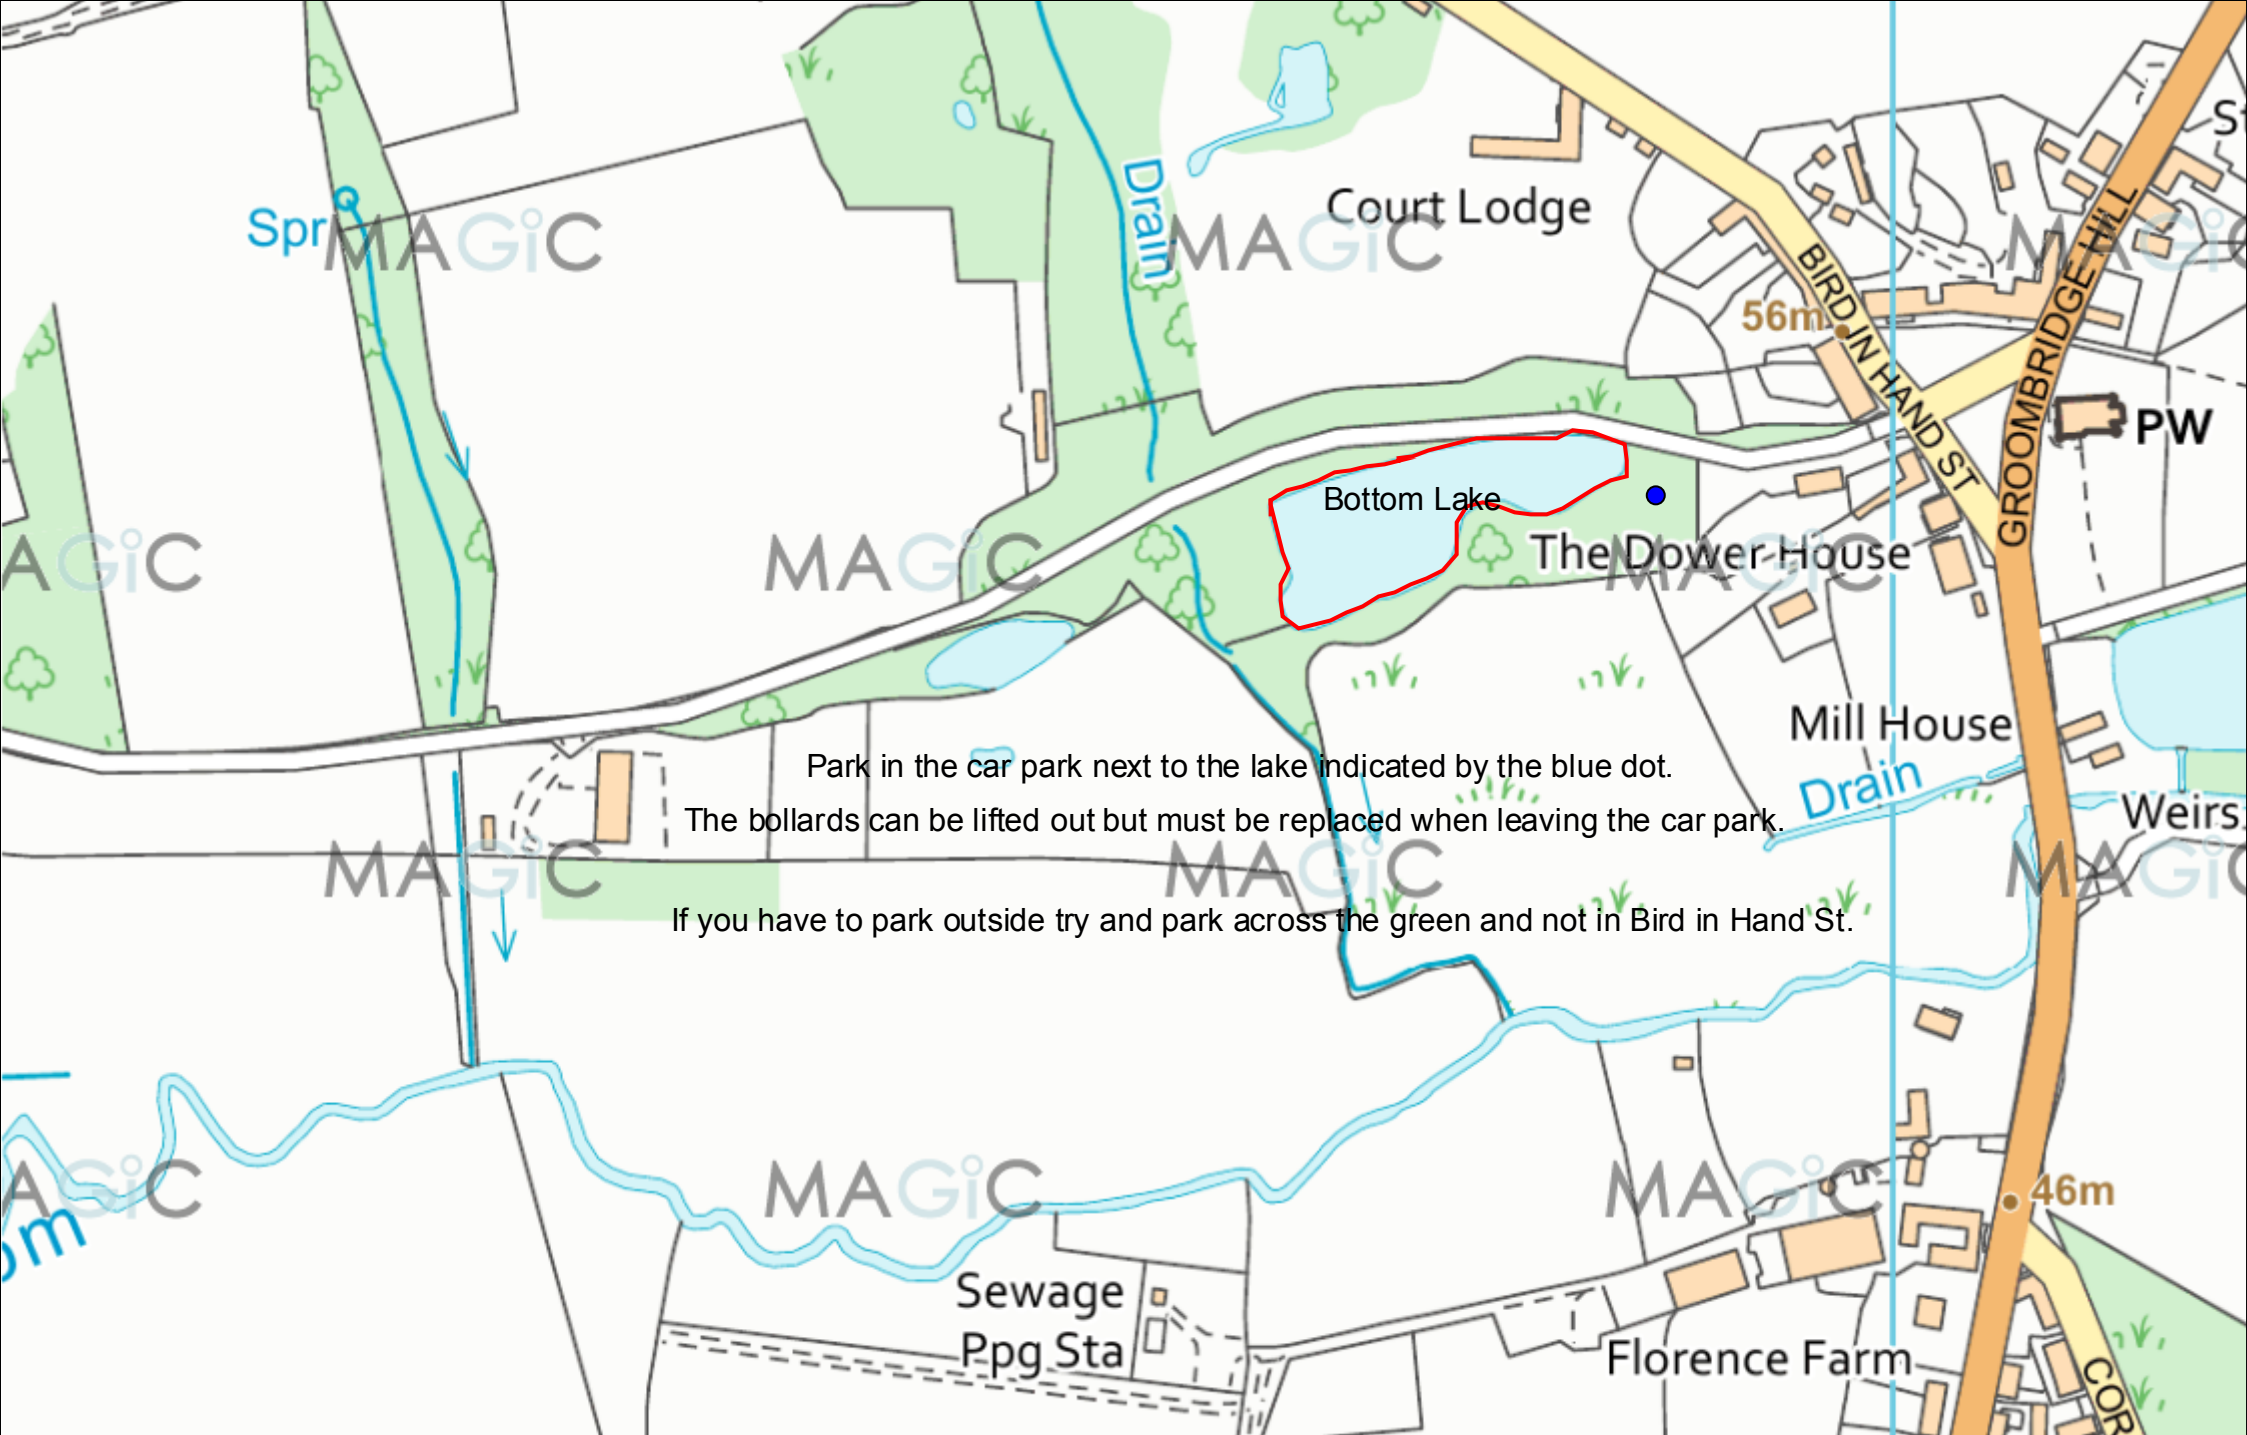 Drain
Court Lodge
Spr
MAGiC
MAGiC
MAGiC
56m
BIRD IN HAND ST
GROOMBRIDGE HILL
PW
Bottom Lake
The Dower House
AGiC
MAGiC
MAGiC
Mill House
Park in the car park next to the lake indicated by the blue dot.
Drain
The bollards can be lifted out but must be replaced when leaving the car park.
Weirs
MAGiC
MAGiC
MAGiC
If you have to park outside try and park across the green and not in Bird in Hand St.
AGiC
MAGiC
MAGiC
46m
om
Sewage
Ppg Sta
Florence Farm
COR